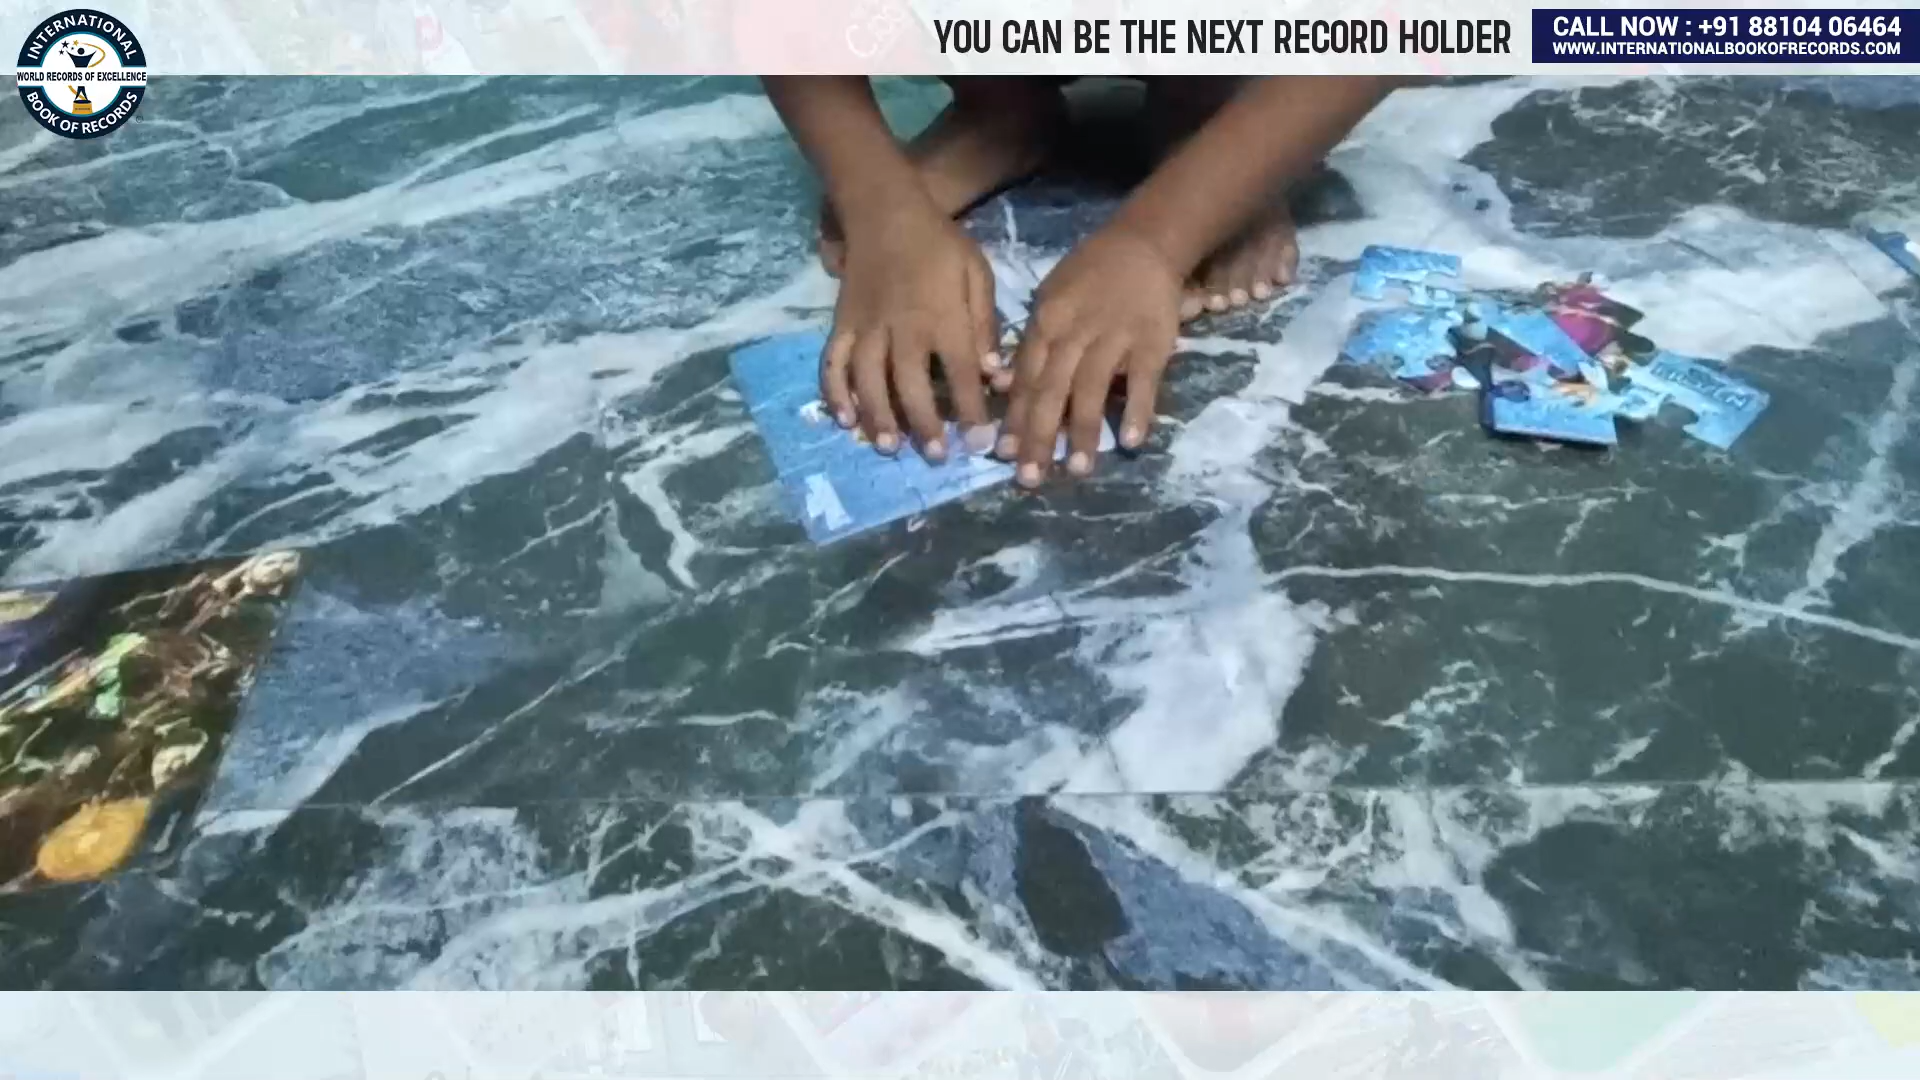 INTERNATIONAL
WORLD RECORDS OF EXCELLENCE
BOOK OF RECORDS
YOU CAN BE THE NEXT RECORD HOLDER
CALL NOW : +91 88104 06464
WWW.INTERNATIONALBOOKOFRECORDS.COM